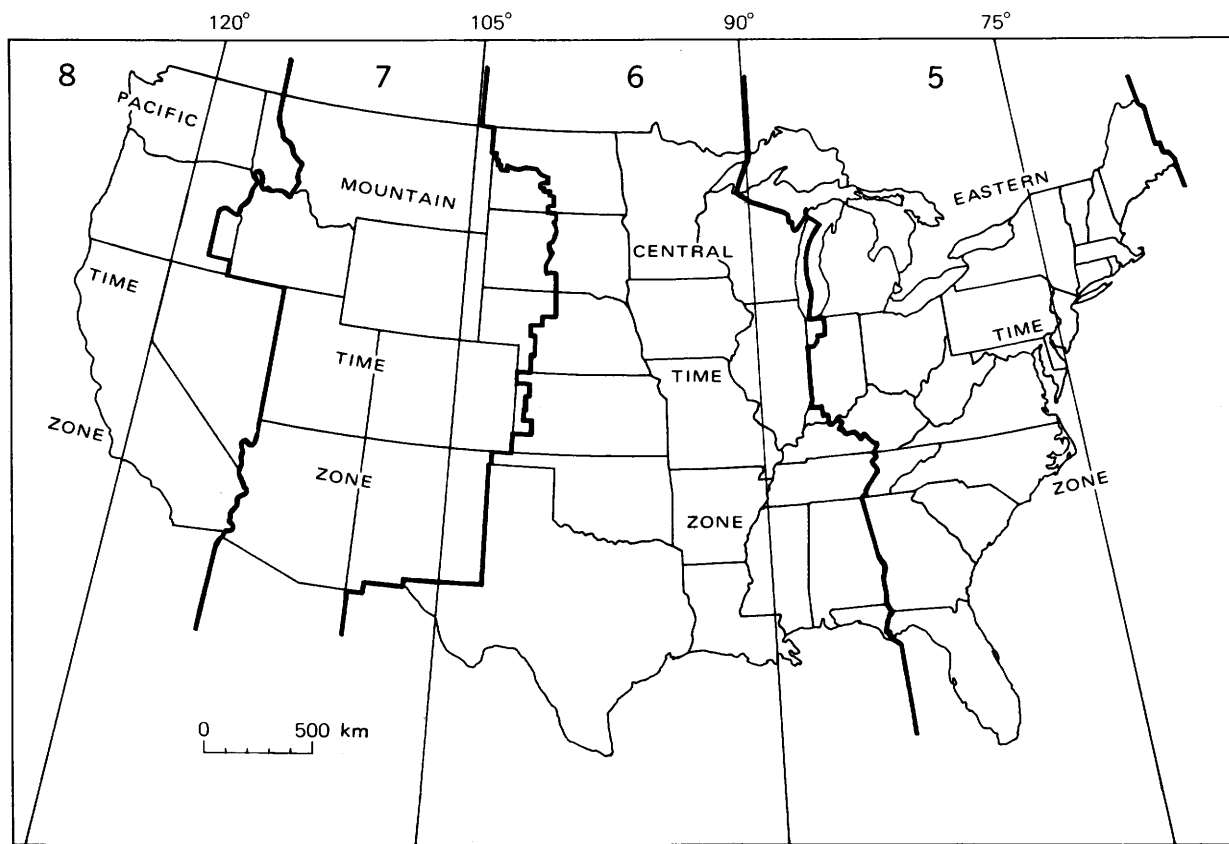 120° 105° 90° 75°
8 7 6 5
PACIFIC
MOUNTAIN
EASTERN
CENTRAL
TIME
TIME
TIME
TIME
ZONE
ZONE
ZONE
ZONE
0 500 km